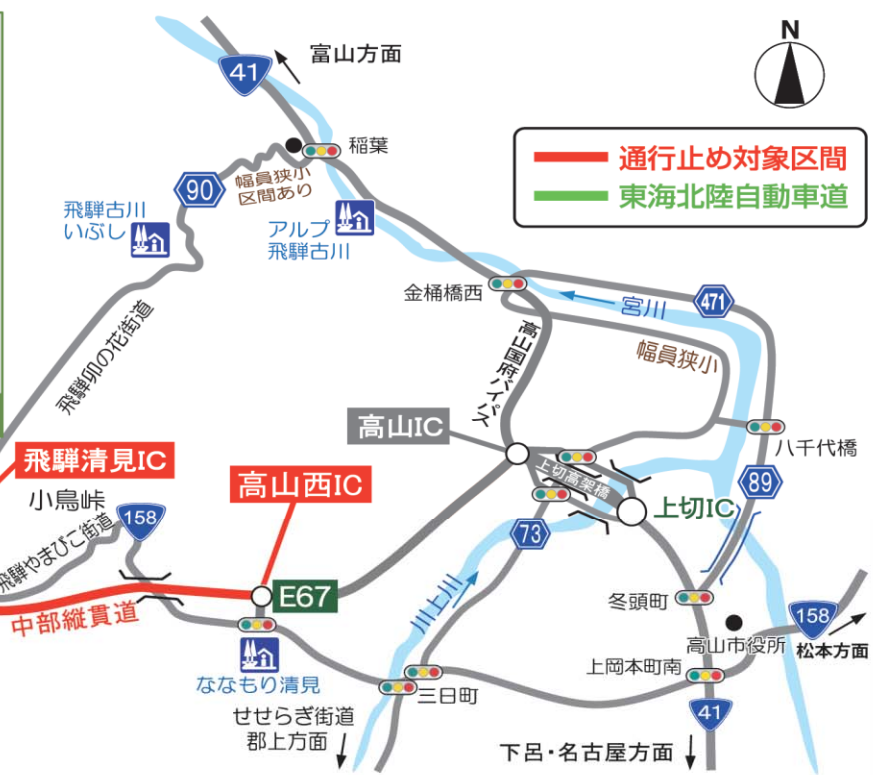 N
41
富山方面
通行止め対象区間
東海北陸自動車道
稲葉
90
幅員狭小
区間あり
飛騨古川
いぶし
アルプ
飛騨古川
金桶橋西
宮川
471
幅員狭小
飛騨卯の花街道
高山国府バイパス
高山IC
八千代橋
飛騨清見IC
上切高架橋
小鳥峠
高山西IC
89
158
上切IC
73
飛騨やまびこ街道
E67
川上川
冬頭町
中部縦貫道
158
高山市役所
松本方面
上岡本町南
ななもり清見
三日町
せせらぎ街道
郡上方面
41
下呂・名古屋方面